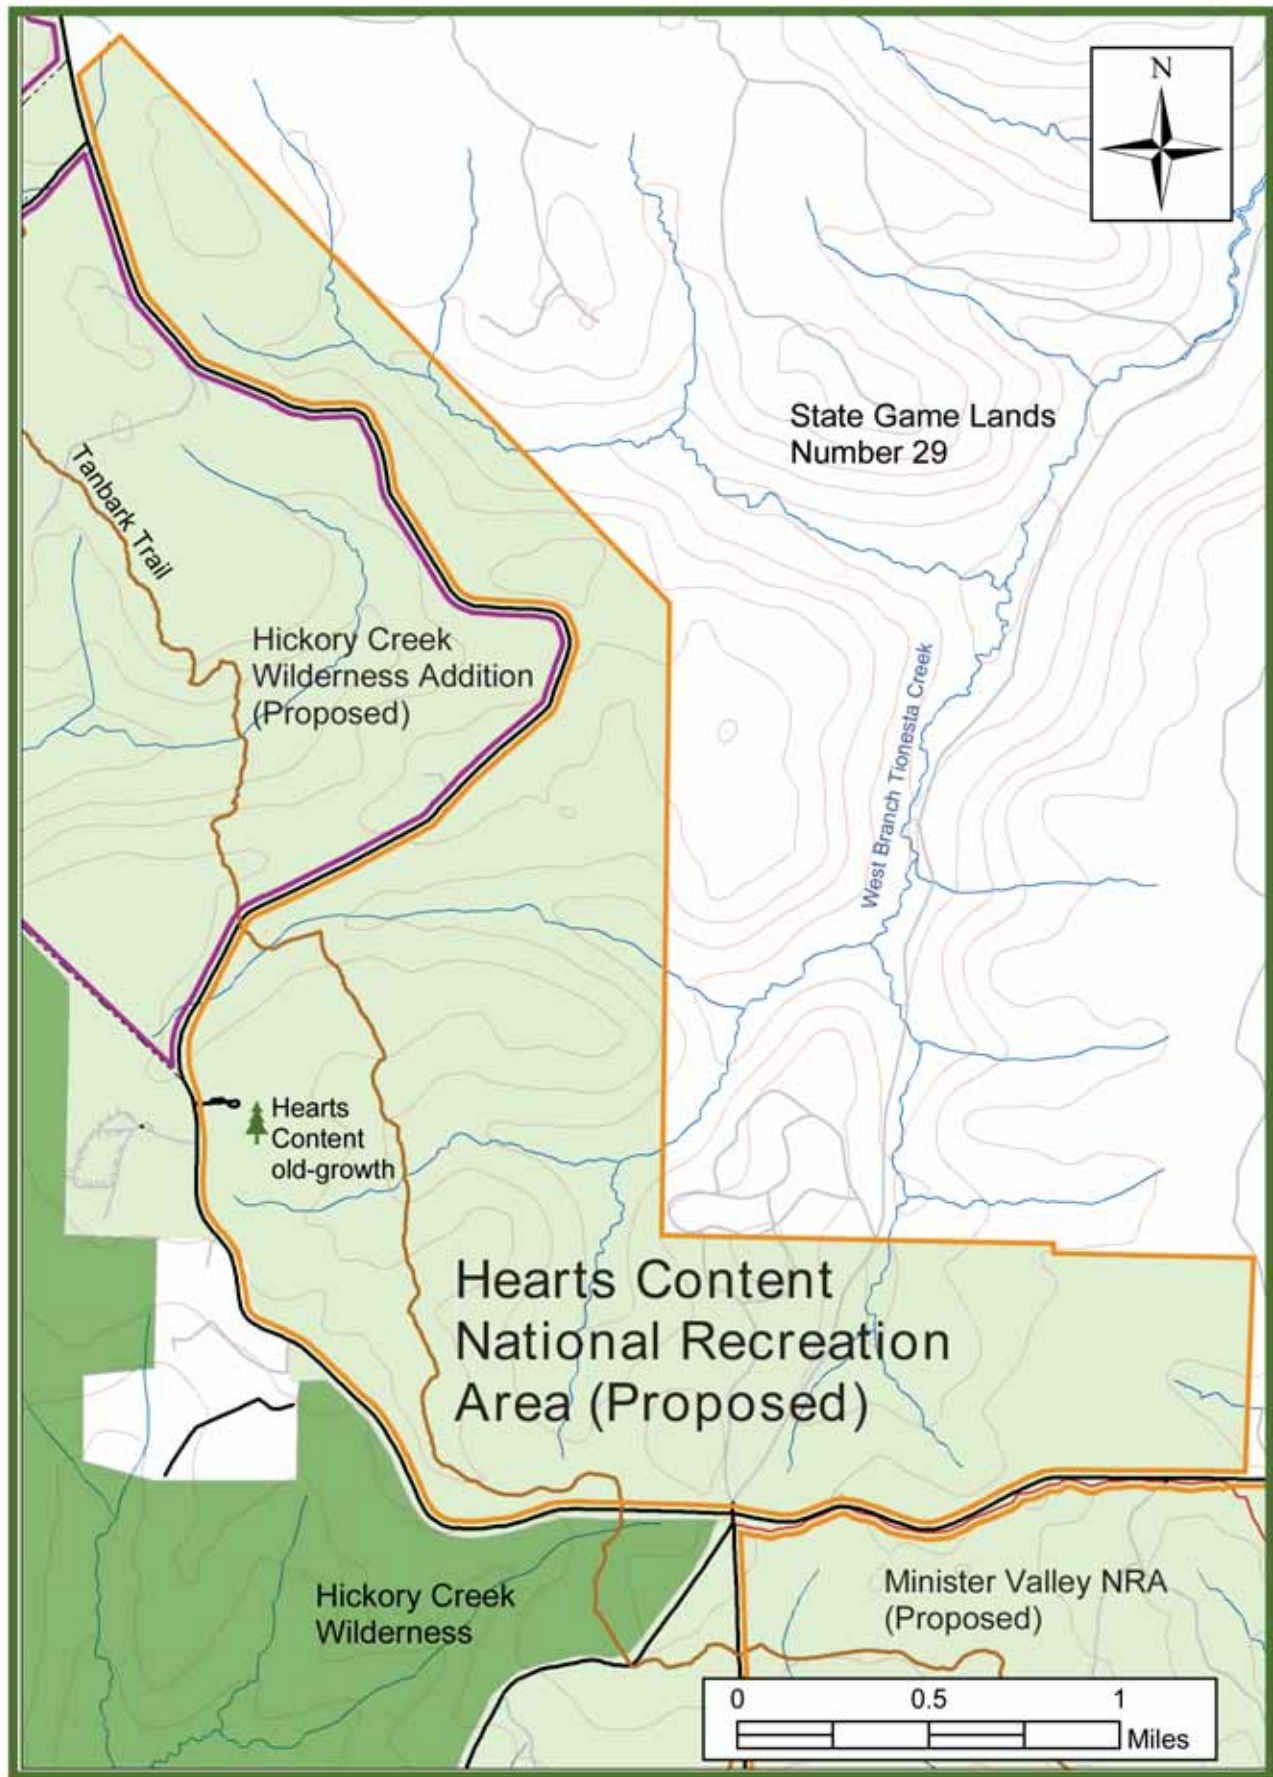 N
State Game Lands
Number 29
Tanbark Trail
Hickory Creek
Wilderness Addition
(Proposed)
West Branch Tionesta Creek
Hearts
Content
old-growth
Hearts Content
National Recreation
Area (Proposed)
Hickory Creek
Wilderness
Minister Valley NRA
(Proposed)
0 0.5 1
Miles